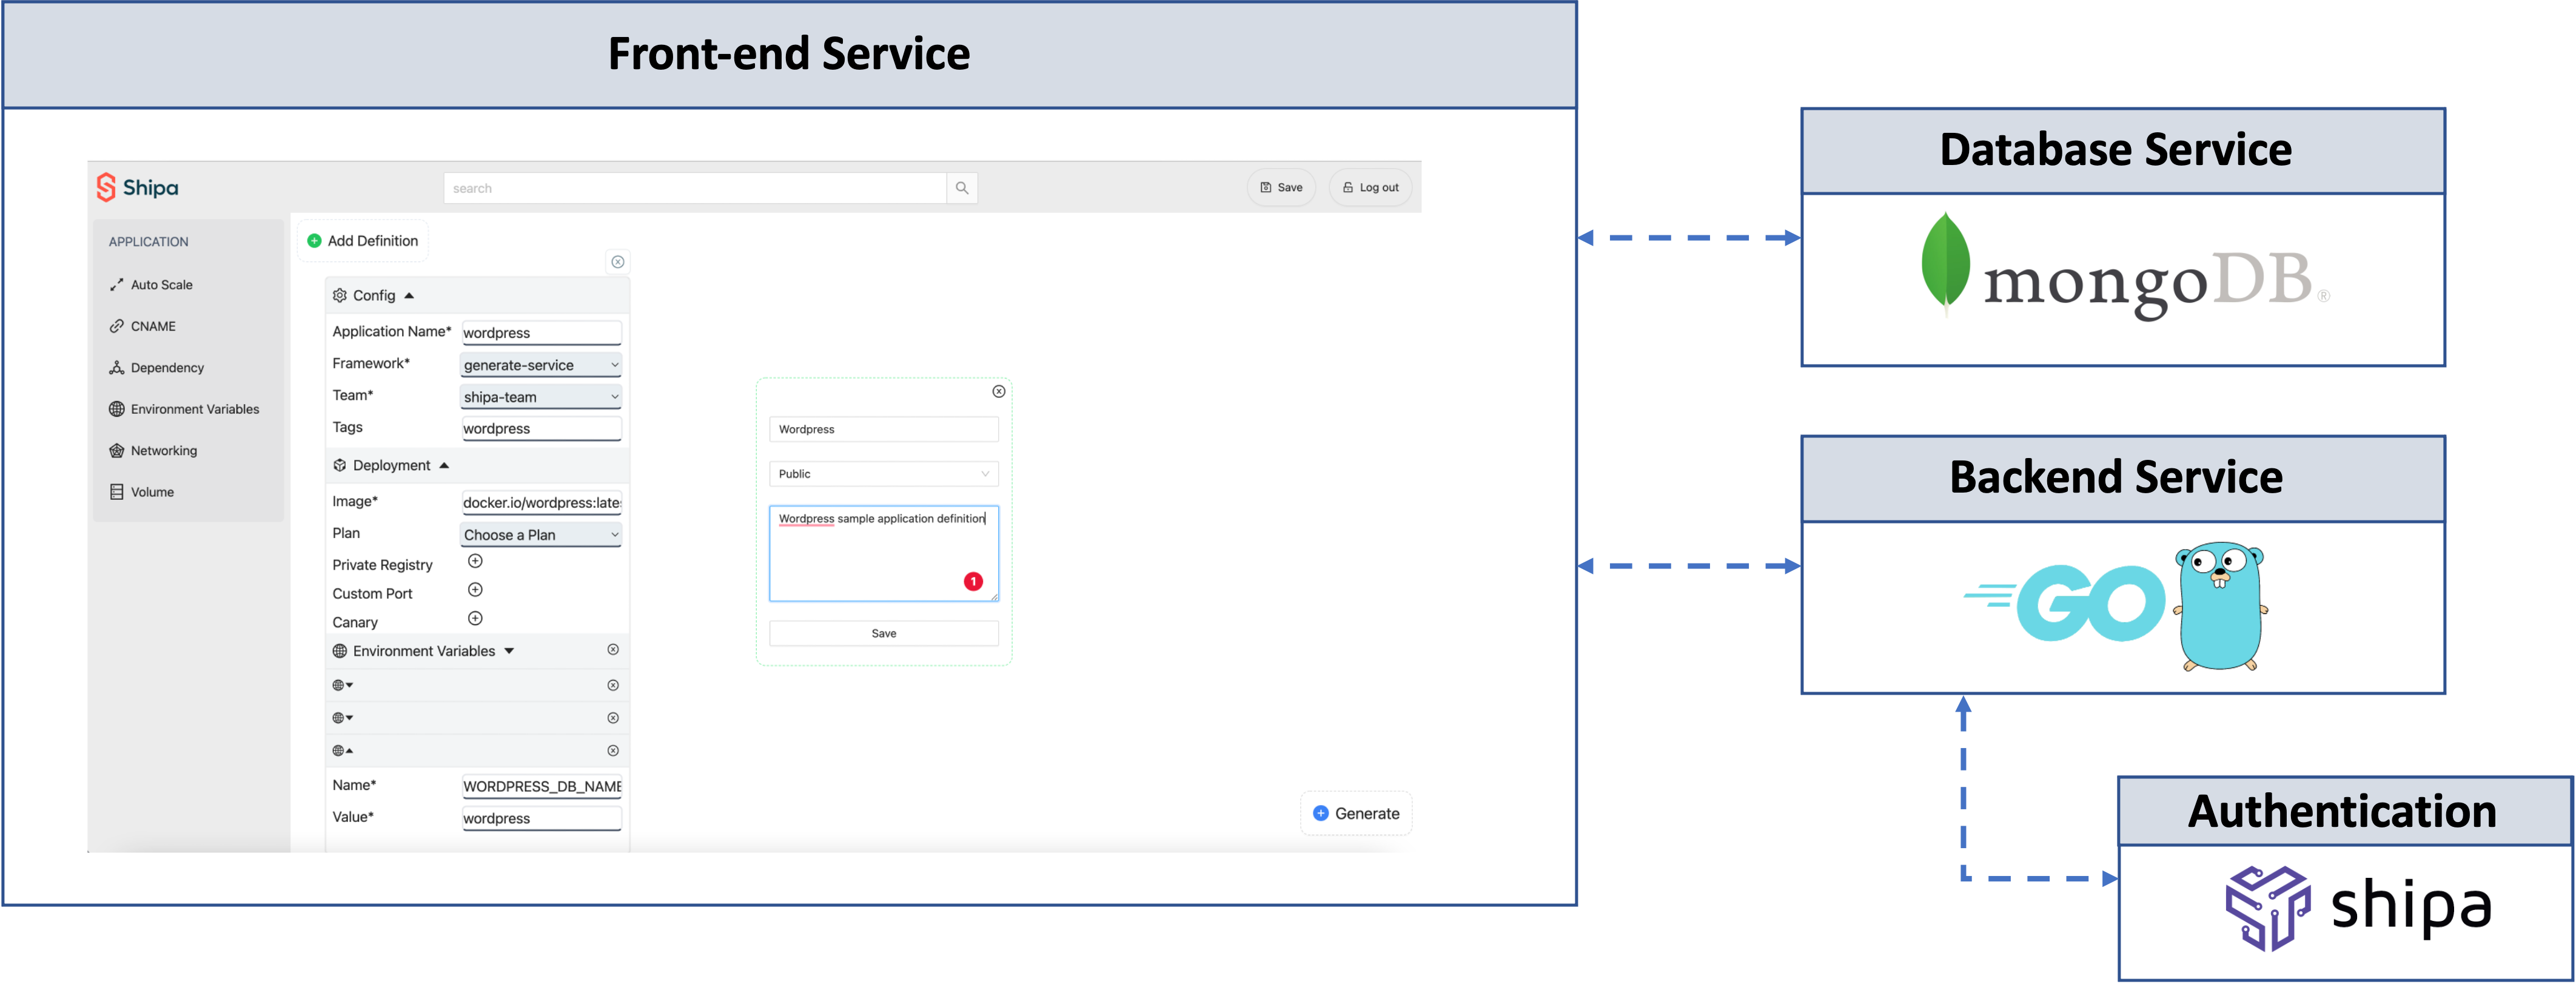 Front-end Service
Shipa
search
Save
Log out
APPLICATION
Auto Scale
CNAME
Dependency
Environment Variables
Networking
Volume
Add Definition
Config
Application Name* wordpress
Framework* generate-service
Team* shipa-team
Tags wordpress
Deployment
Image* docker.io/wordpress:late
Plan Choose a Plan
Private Registry
Custom Port
Canary
Environment Variables
Name* WORDPRESS_DB_NAME
Value* wordpress
Wordpress
Public
Wordpress sample application definition
1
Save
Generate
Database Service
mongoDB®
Backend Service
GO
Authentication
shipa